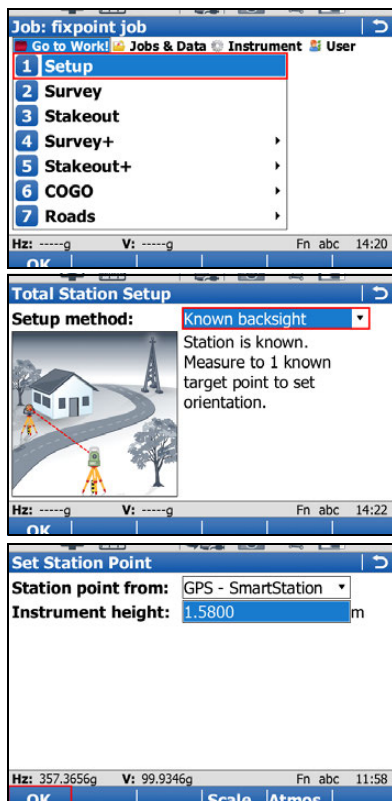 Job: fixpoint job
Go to Work! Jobs & Data Instrument User
1 Setup
2 Survey
3 Stakeout
4 Survey+
5 Stakeout+
6 COGO
7 Roads
Hz: -----g V: -----g Fn abc 14:20
OK
Total Station Setup
Setup method: Known backsight
Station is known.
Measure to 1 known
target point to set
orientation.
Hz: -----g V: -----g Fn abc 14:22
OK
Set Station Point
Station point from: GPS - SmartStation
Instrument height: 1.5800 m
Hz: 357.3656g V: 99.9346g Fn abc 11:58
OK Scale Atmos